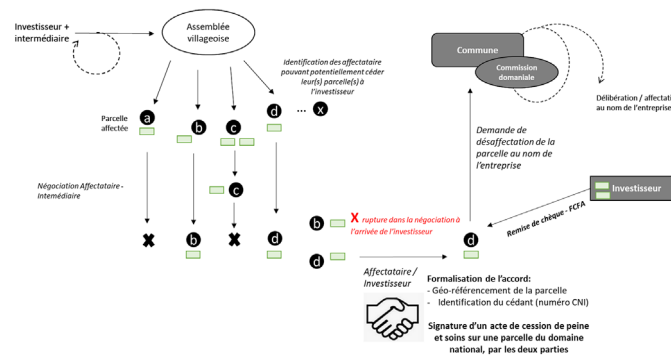 Investisseur +
intermédiaire
Assemblée
villageoise
Identification des affectataire
pouvant potentiellement céder
leur(s) parcelle(s) à
l'investisseur
Parcelle
affectée
a
b
c
d
... x
Négociation Affectataire -
Intemédiaire
c
b
d
b
X rupture dans la négociation à
l'arrivée de l'investisseur
d
Affectataire /
Investisseur
Commune
Commission
domaniale
Délibération / affectati
au nom de l'entreprise
Demande de
désaffectation de la
parcelle au nom de
l'entreprise
Investisseur
Remise de chèque - FCFA
d
Formalisation de l'accord:
- Géo-référencement de la parcelle
- Identification du cédant (numéro CNI)
Signature d'un acte de cession de peine
et soins sur une parcelle du domaine
national, par les deux parties